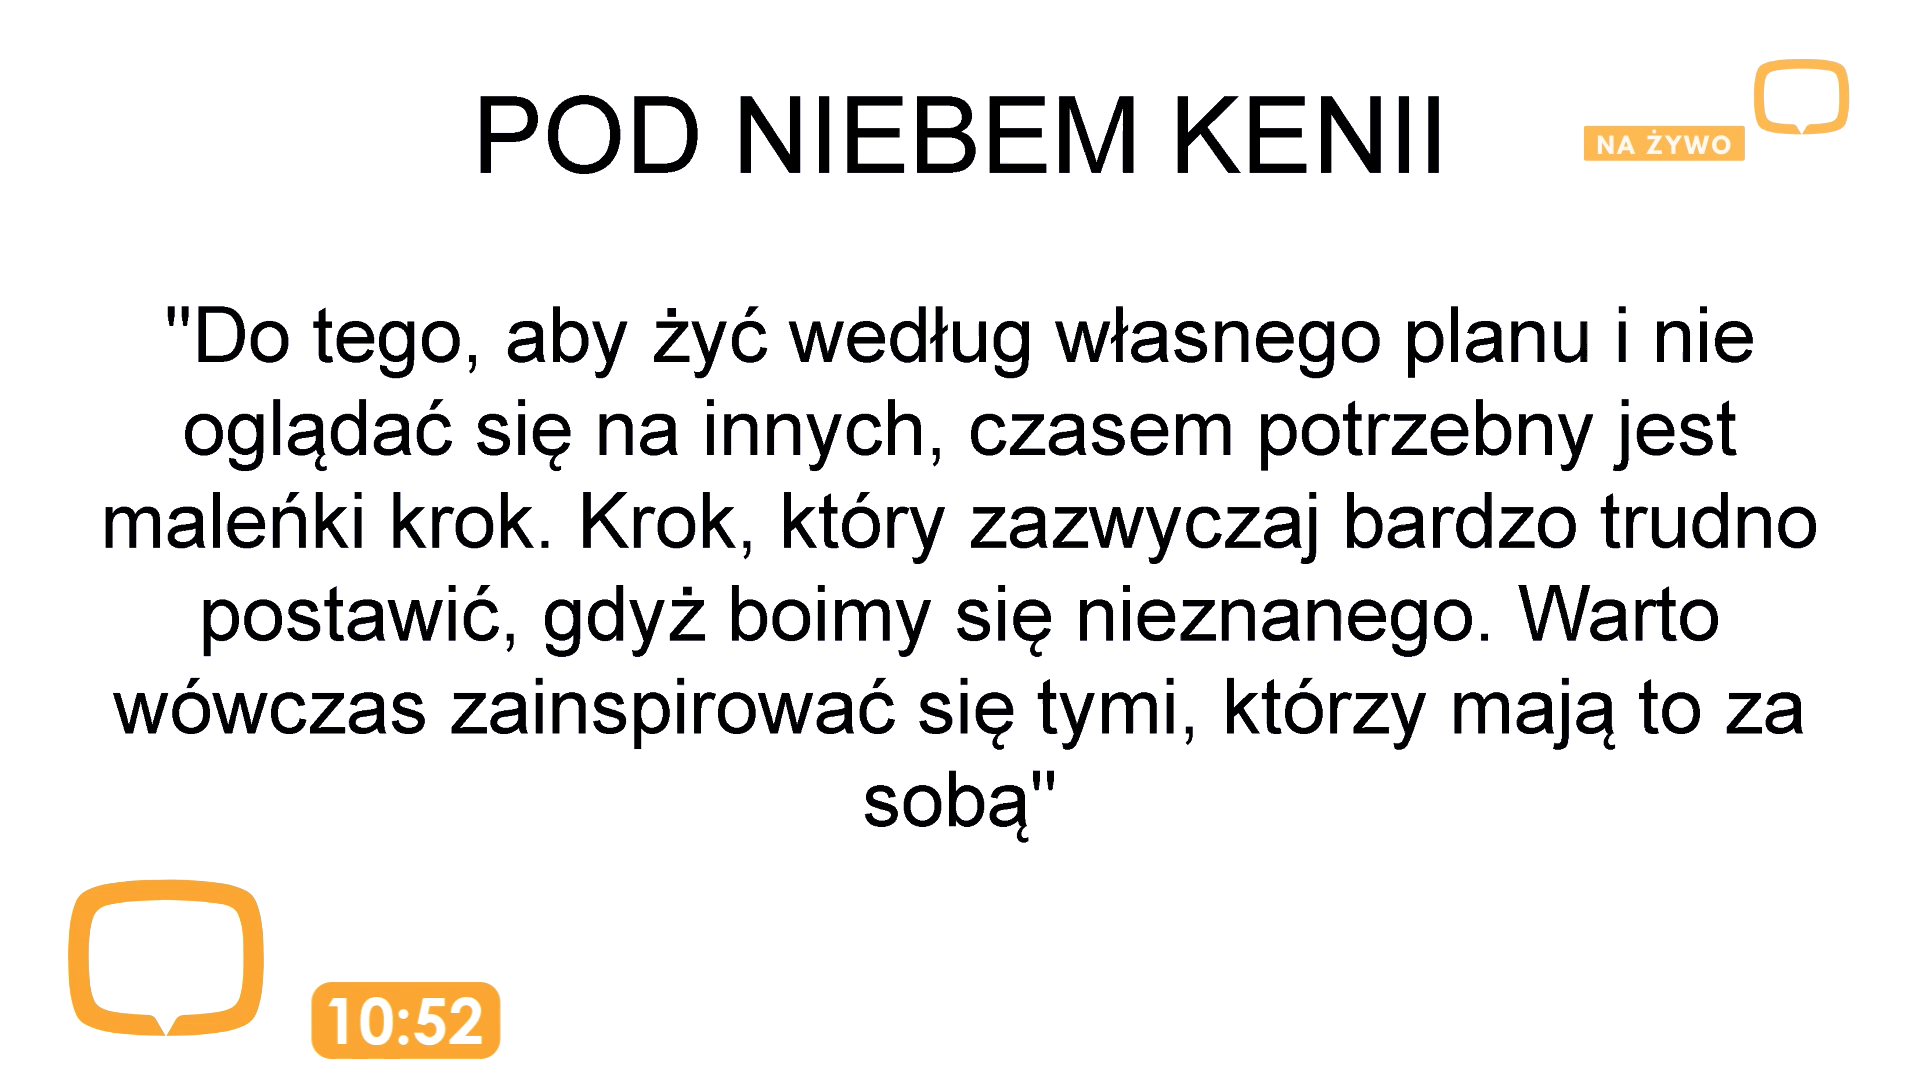 POD NIEBEM KENII
NA ŻYWO
"Do tego, aby żyć według własnego planu i nie
oglądać się na innych, czasem potrzebny jest
maleńki krok. Krok, który zazwyczaj bardzo trudno
postawić, gdyż boimy się nieznanego. Warto
wówczas zainspirować się tymi, którzy mają to za
sobą"
10:52